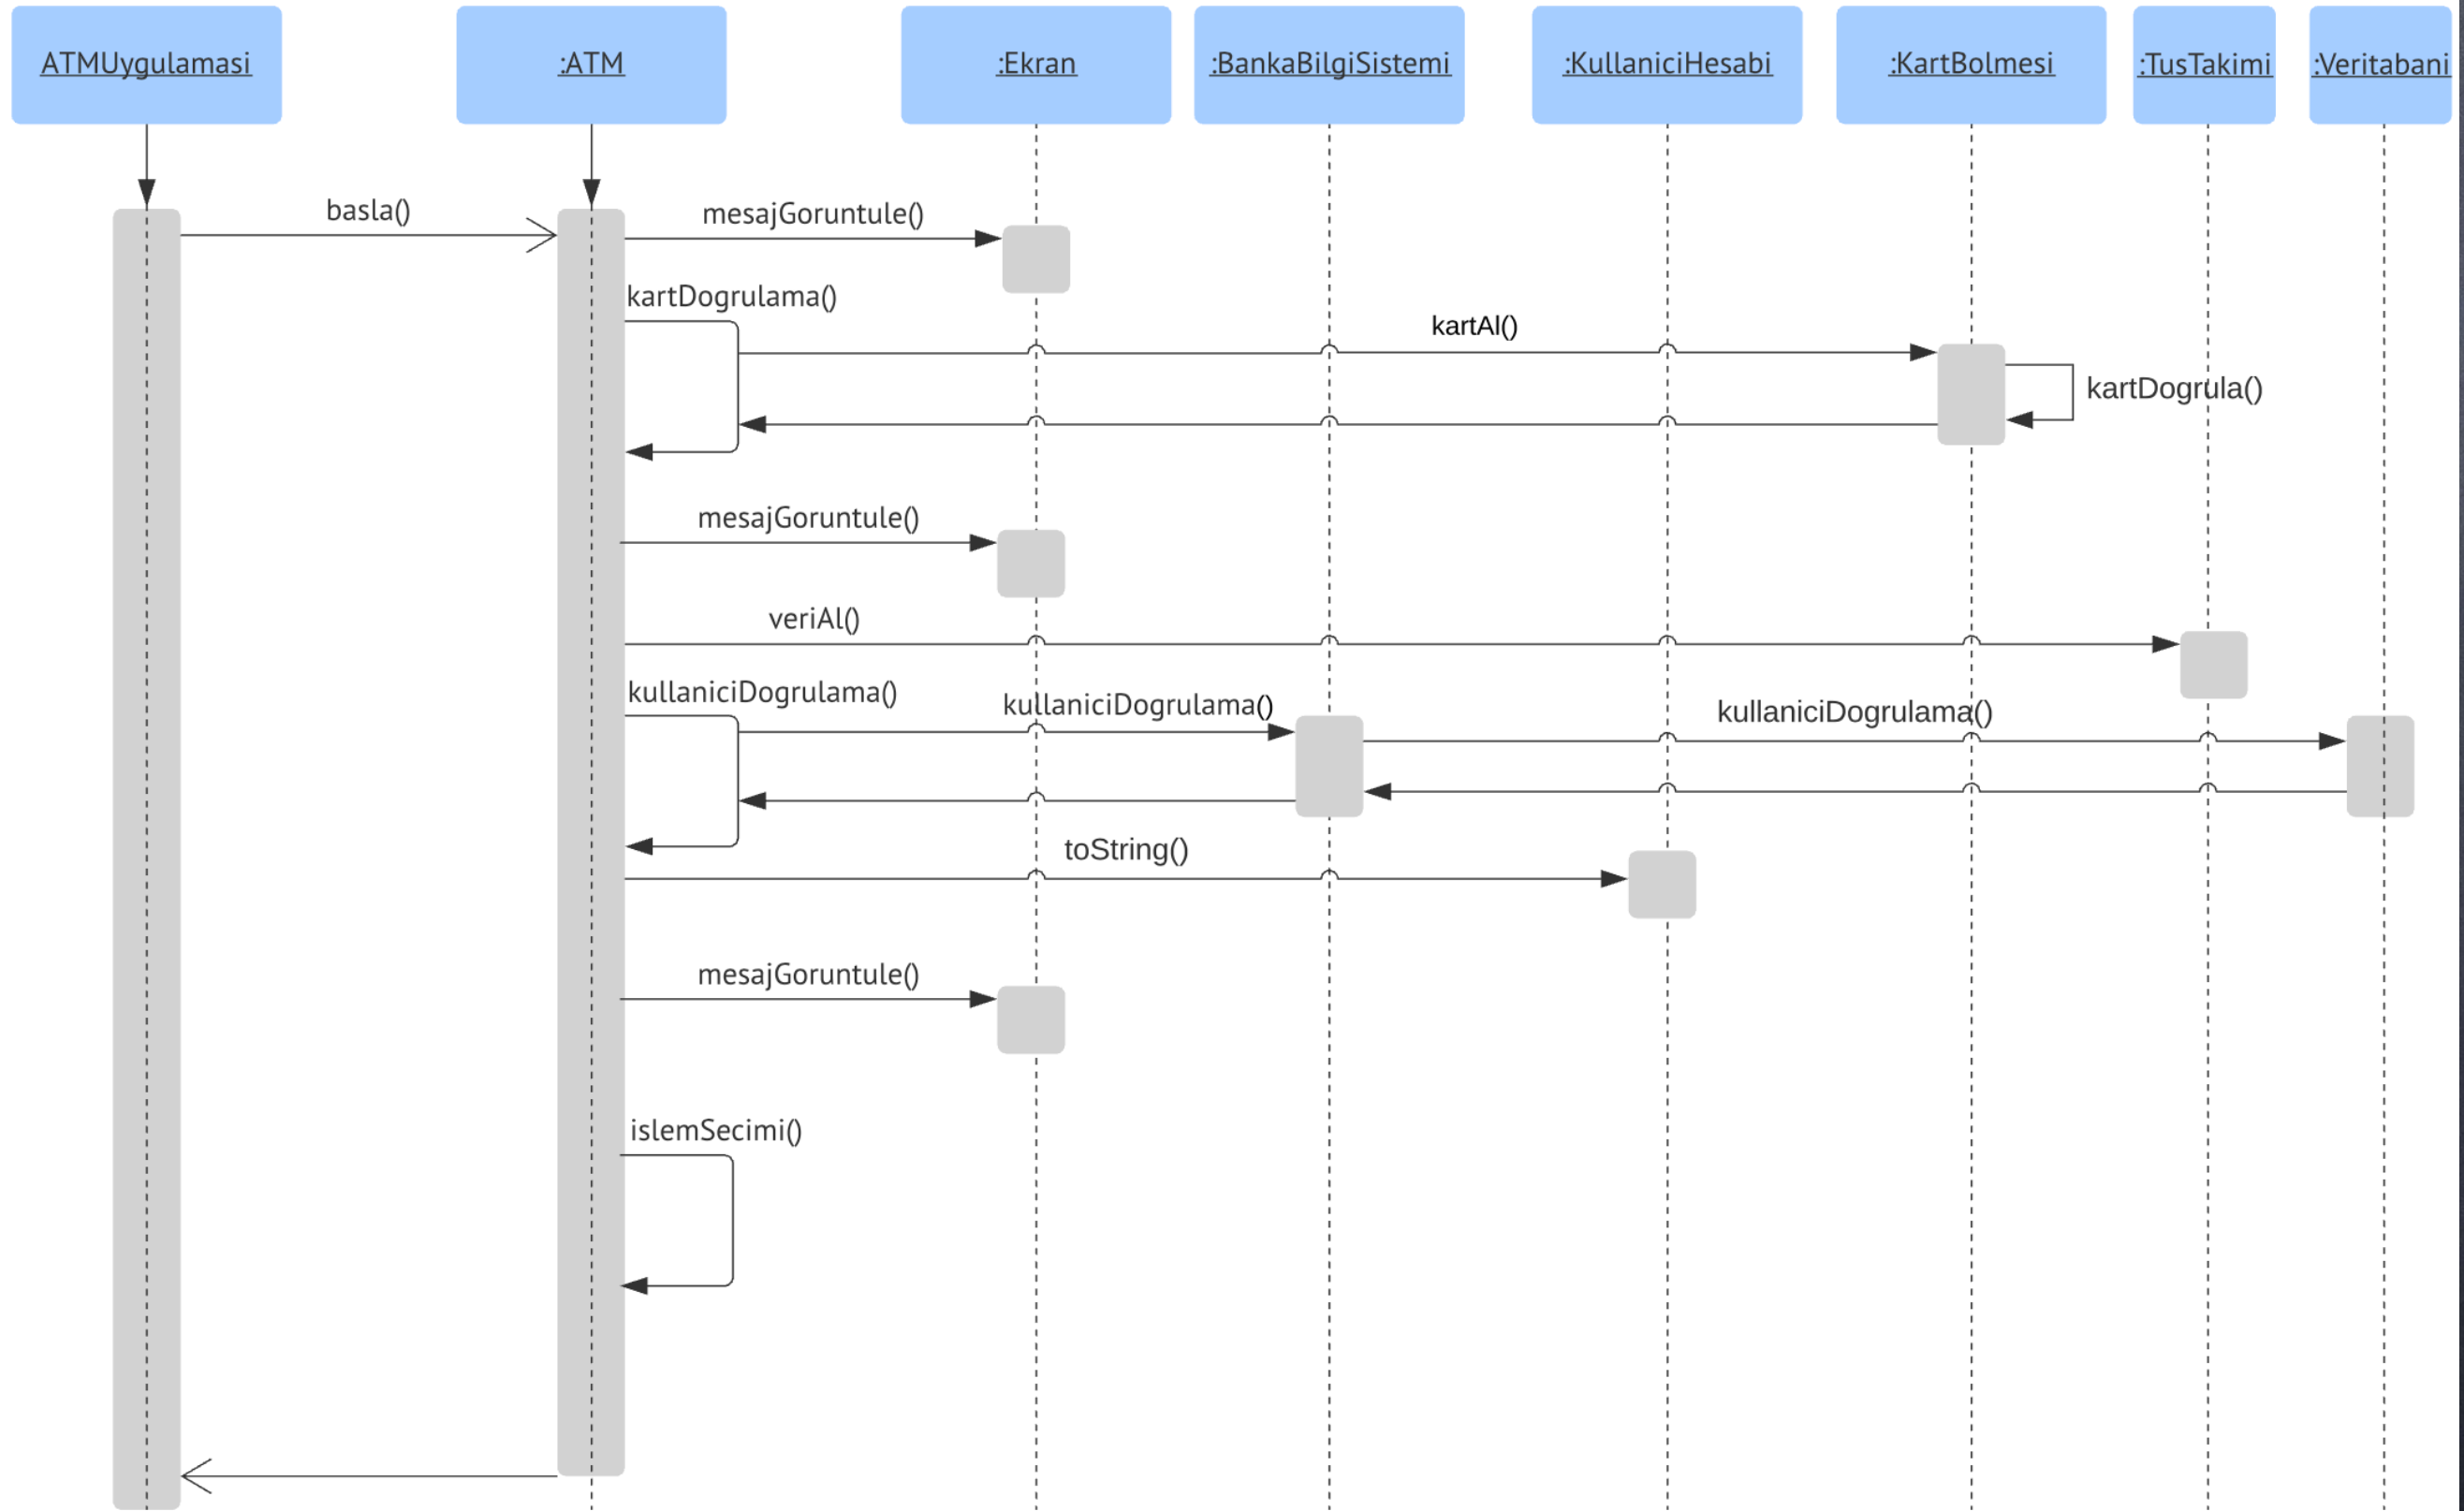 ATMUygulamasi
:ATM
:Ekran
:BankaBilgiSistemi
:KullaniciHesabi
:KartBolmesi
:TusTakimi
:Veritabani
basla()
mesajGoruntule()
kartDogrulama()
kartAl()
kartDogrula()
mesajGoruntule()
veriAl()
kullaniciDogrulama()
kullaniciDogrulama()
kullaniciDogrulama()
toString()
mesajGoruntule()
islemSecimi()